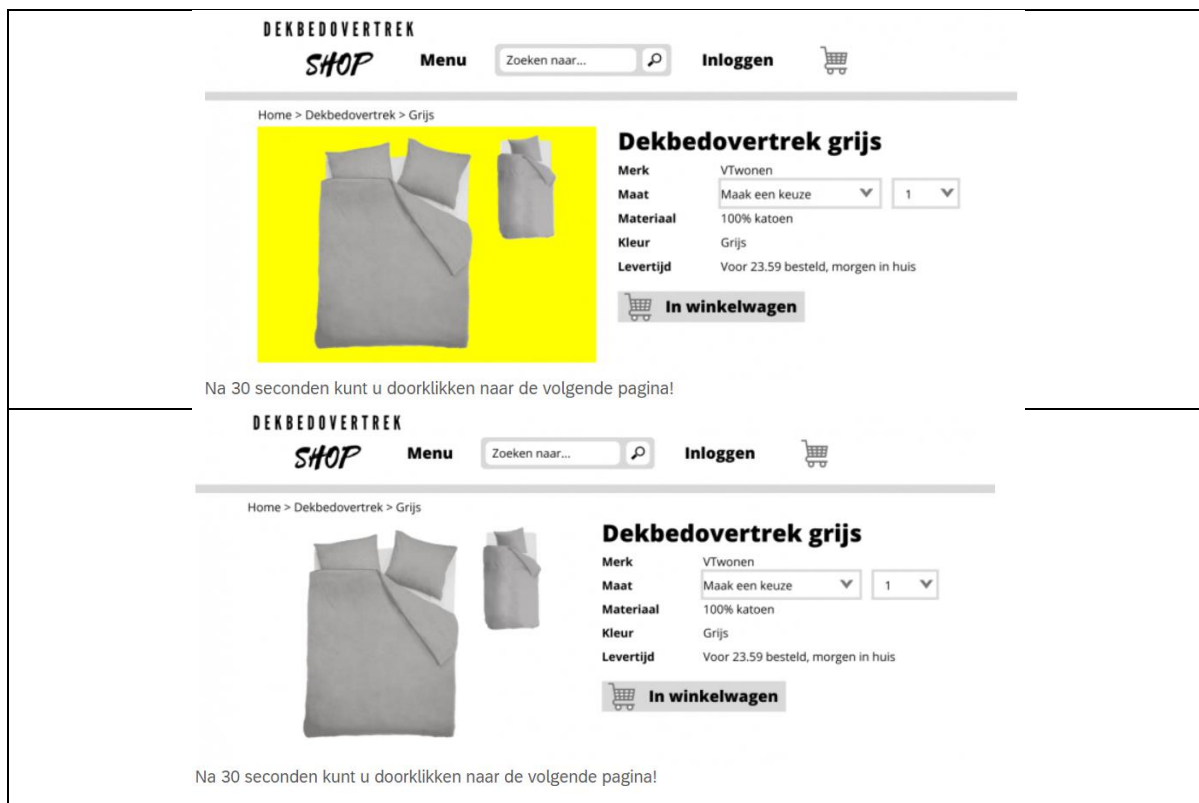 DEKBEDOVERTREK
SHOP Menu Zoeken naar... Inloggen
Home > Dekbedovertrek > Grijs
Dekbedovertrek grijs
Merk VTwonen
Maat Maak een keuze 1
Materiaal 100% katoen
Kleur Grijs
Levertijd Voor 23.59 besteld, morgen in huis
In winkelwagen
Na 30 seconden kunt u doorklikken naar de volgende pagina!
DEKBEDOVERTREK
SHOP Menu Zoeken naar... Inloggen
Home > Dekbedovertrek > Grijs
Dekbedovertrek grijs
Merk VTwonen
Maat Maak een keuze 1
Materiaal 100% katoen
Kleur Grijs
Levertijd Voor 23.59 besteld, morgen in huis
In winkelwagen
Na 30 seconden kunt u doorklikken naar de volgende pagina!